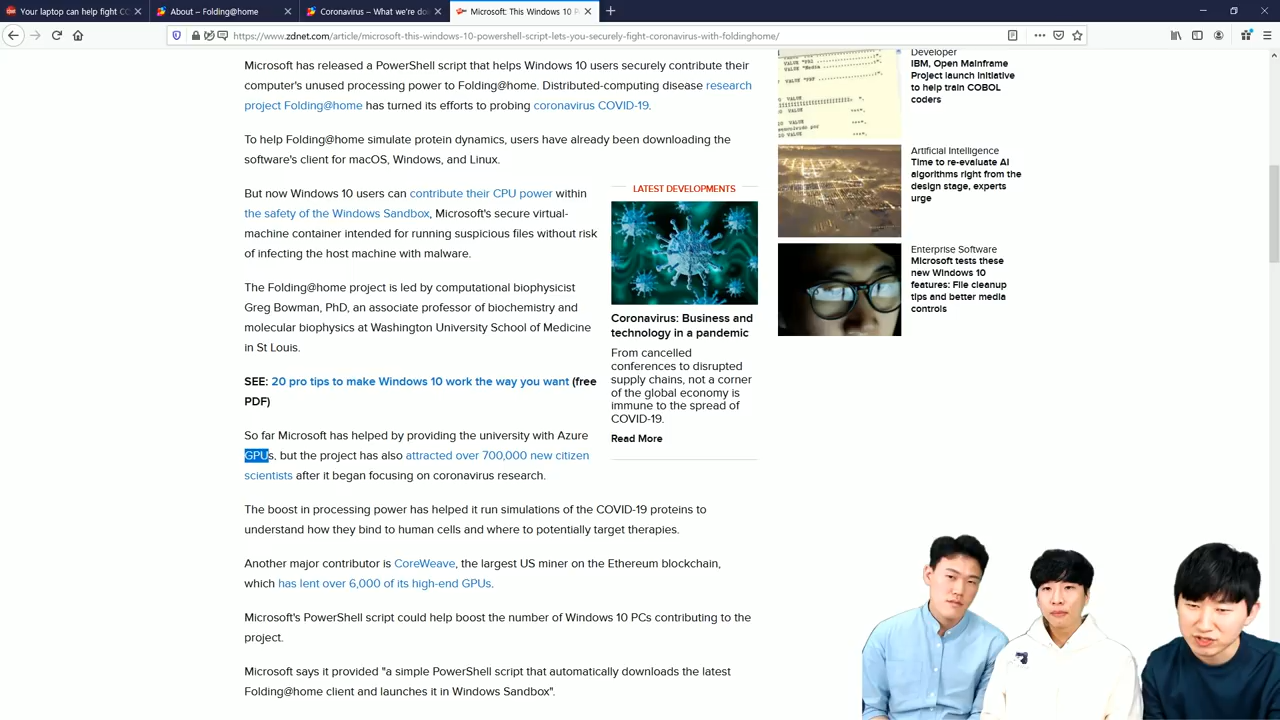 Your laptop can help fight CO
About – Folding@home
Coronavirus – What we're doi
Microsoft: This Windows 10 P
https://www.zdnet.com/article/microsoft-this-windows-10-powershell-script-lets-you-securely-fight-coronavirus-with-foldinghome/
Microsoft has released a PowerShell script that helps Windows 10 users securely contribute their
computer's unused processing power to Folding@home. Distributed-computing disease research
project Folding@home has turned its efforts to probing coronavirus COVID-19.
To help Folding@home simulate protein dynamics, users have already been downloading the
software's client for macOS, Windows, and Linux.
But now Windows 10 users can contribute their CPU power within
the safety of the Windows Sandbox, Microsoft's secure virtual-
machine container intended for running suspicious files without risk
of infecting the host machine with malware.
The Folding@home project is led by computational biophysicist
Greg Bowman, PhD, an associate professor of biochemistry and
molecular biophysics at Washington University School of Medicine
in St Louis.
SEE: 20 pro tips to make Windows 10 work the way you want (free
PDF)
So far Microsoft has helped by providing the university with Azure
GPUs, but the project has also attracted over 700,000 new citizen
scientists after it began focusing on coronavirus research.
The boost in processing power has helped it run simulations of the COVID-19 proteins to
understand how they bind to human cells and where to potentially target therapies.
Another major contributor is CoreWeave, the largest US miner on the Ethereum blockchain,
which has lent over 6,000 of its high-end GPUs.
Microsoft's PowerShell script could help boost the number of Windows 10 PCs contributing to the
project.
Microsoft says it provided "a simple PowerShell script that automatically downloads the latest
Folding@home client and launches it in Windows Sandbox".
LATEST DEVELOPMENTS
Coronavirus: Business and
technology in a pandemic
From cancelled
conferences to disrupted
supply chains, not a corner
of the global economy is
immune to the spread of
COVID-19.
Read More
Developer
IBM, Open Mainframe
Project launch initiative
to help train COBOL
coders
Artificial Intelligence
Time to re-evaluate AI
algorithms right from the
design stage, experts
urge
Enterprise Software
Microsoft tests these
new Windows 10
features: File cleanup
tips and better media
controls